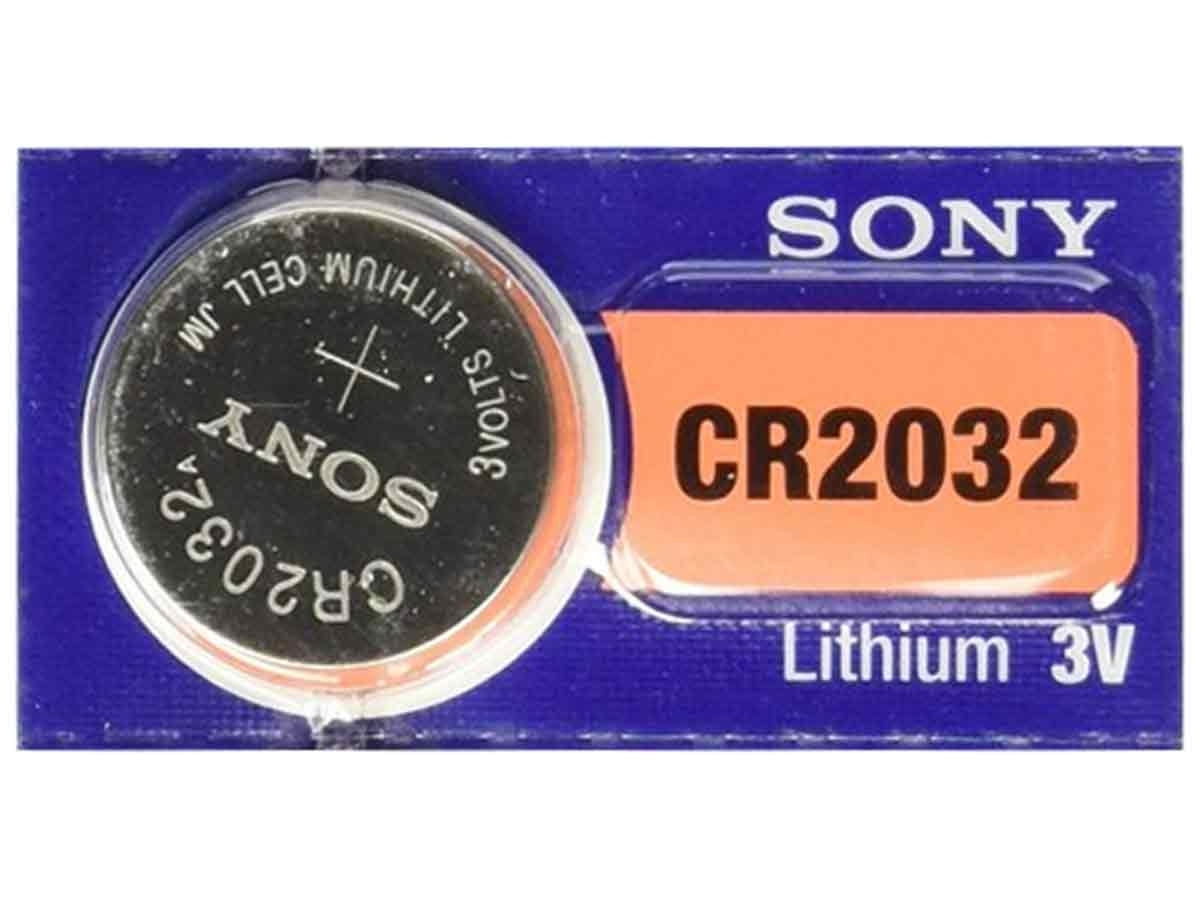 SONY
CR2032
Lithium 3V
3VOLTS LITHIUM CELL JM
+
SONY
CR2032 A